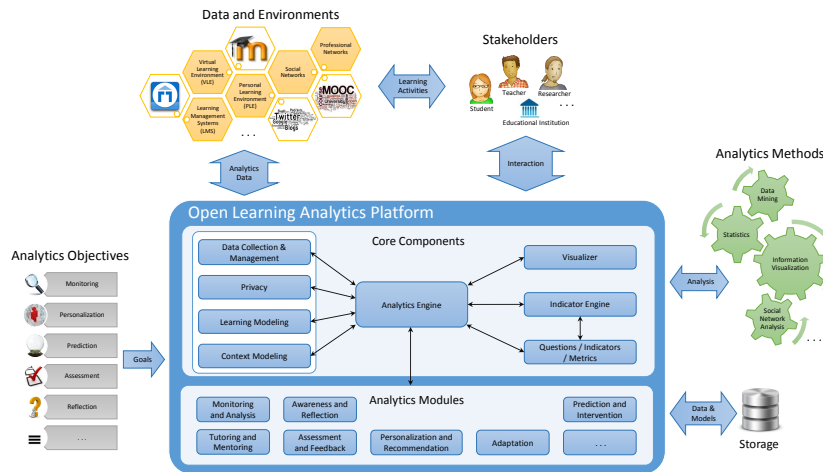 Data and Environments
Virtual
Learning
Environment
(VLE)
Personal
Learning
Environment
(PLE)
Social
Networks
Professional
Networks
Learning
Management
Systems
(LMS)
m
MOOC
University
Twitter
Blogs
. . .
Learning
Activities
Stakeholders
Student
Teacher
Researcher
. . .
Educational Institution
Analytics
Data
Interaction
Analytics Methods
Data
Mining
Statistics
Information
Visualization
Social
Network
Analysis
. . .
Analytics Objectives
Monitoring
Personalization
Prediction
Assessment
Reflection
. . .
Goals
Open Learning Analytics Platform
Core Components
Data Collection &
Management
Privacy
Learning Modeling
Context Modeling
Analytics Engine
Visualizer
Indicator Engine
Questions / Indicators
/ Metrics
Analytics Modules
Monitoring
and Analysis
Awareness and
Reflection
Prediction and
Intervention
Tutoring and
Mentoring
Assessment
and Feedback
Personalization and
Recommendation
Adaptation
. . .
Analysis
Data &
Models
Storage